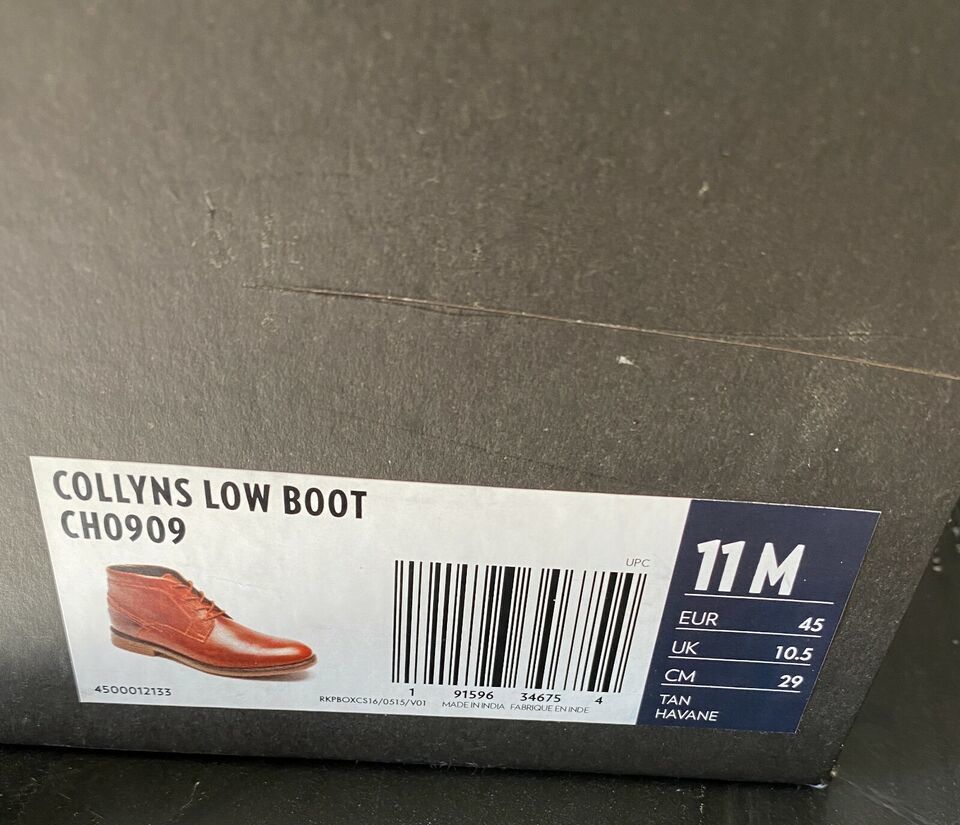 COLLYNS LOW BOOT
CH0909
4500012133
UPC
1 91596 34675 4
RKPBOXCS16/0515/V01 MADE IN INDIA FABRIQUE EN INDE
11 M
EUR 45
UK 10.5
CM 29
TAN
HAVANE